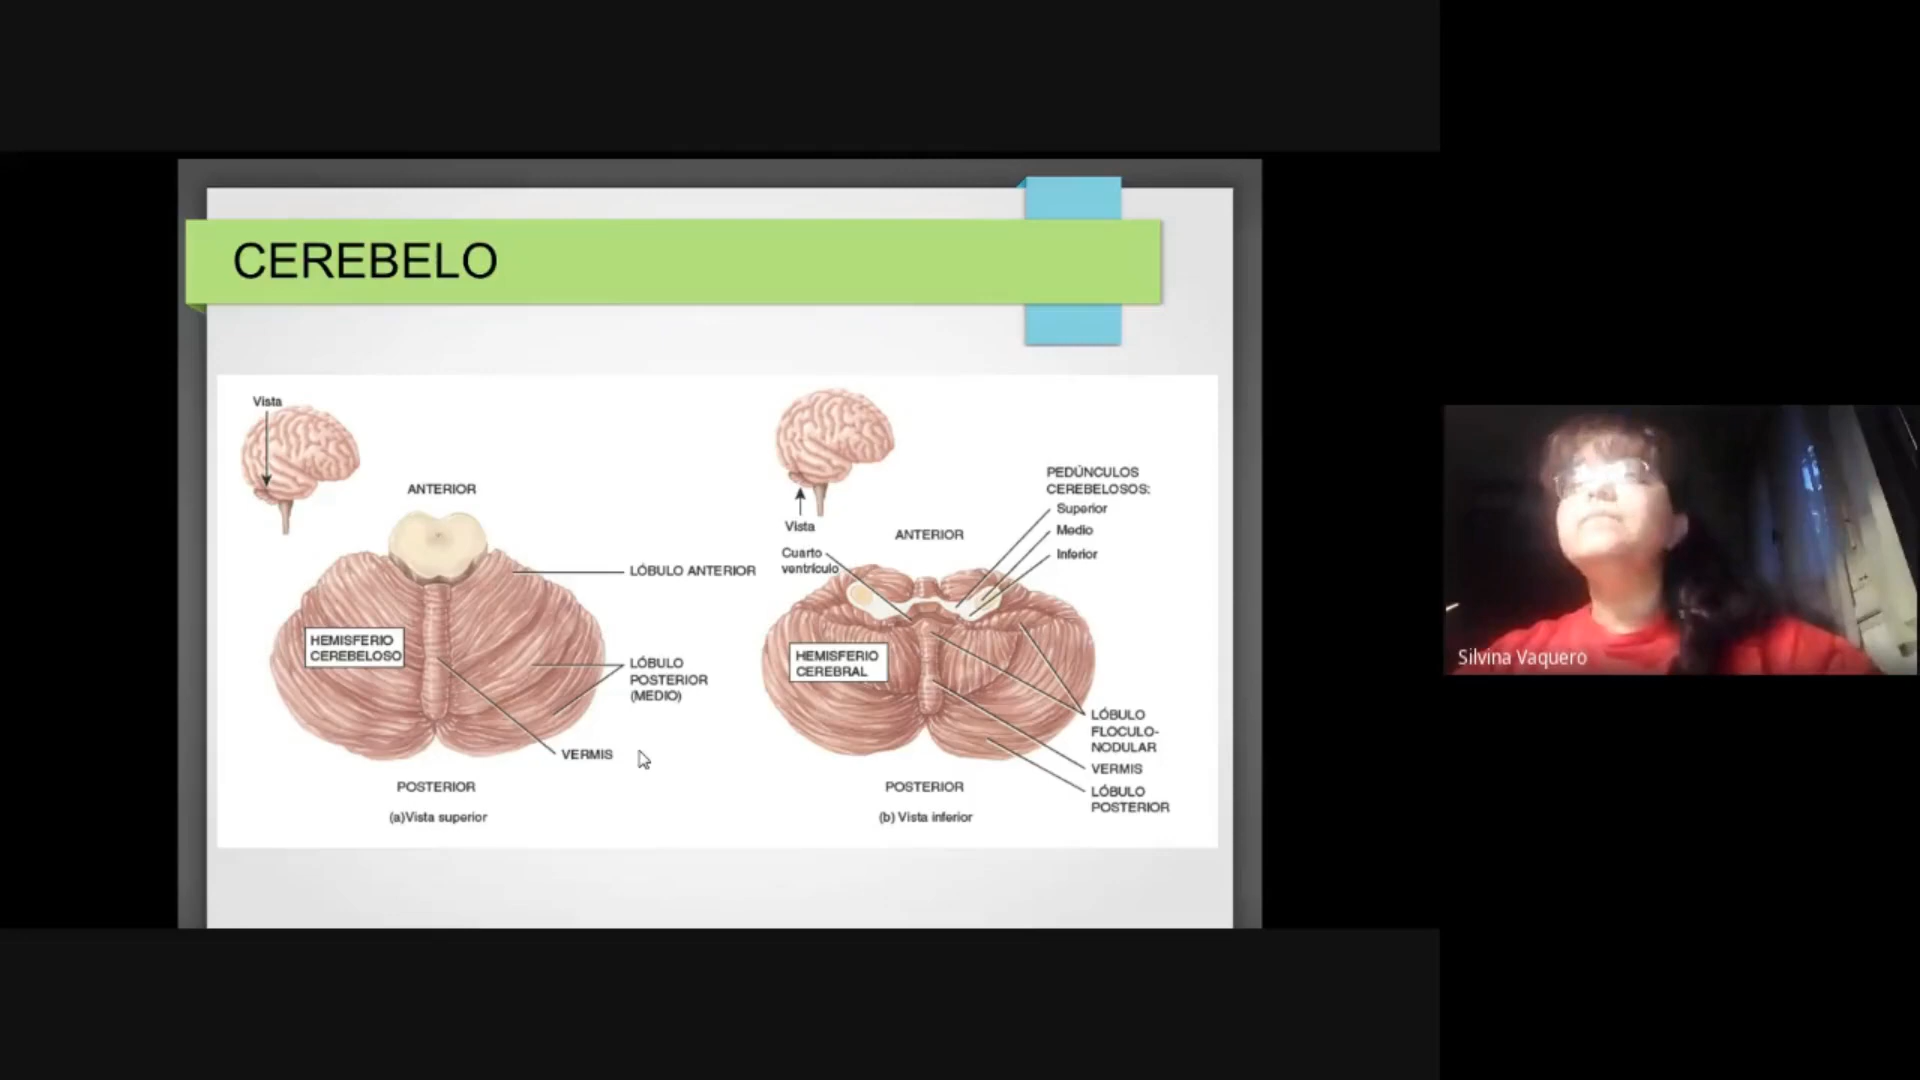 CEREBELO
Vista
ANTERIOR
LÓBULO ANTERIOR
HEMISFERIO
CEREBELOSO
LÓBULO
POSTERIOR
(MEDIO)
VERMIS
POSTERIOR
(a)Vista superior
Vista
ANTERIOR
PEDÚNCULOS
CEREBELOSOS:
Superior
Medio
Inferior
Cuarto
ventrículo
HEMISFERIO
CEREBRAL
LÓBULO
FLOCULO-
NODULAR
VERMIS
LÓBULO
POSTERIOR
POSTERIOR
(b) Vista inferior
Silvina Vaquero